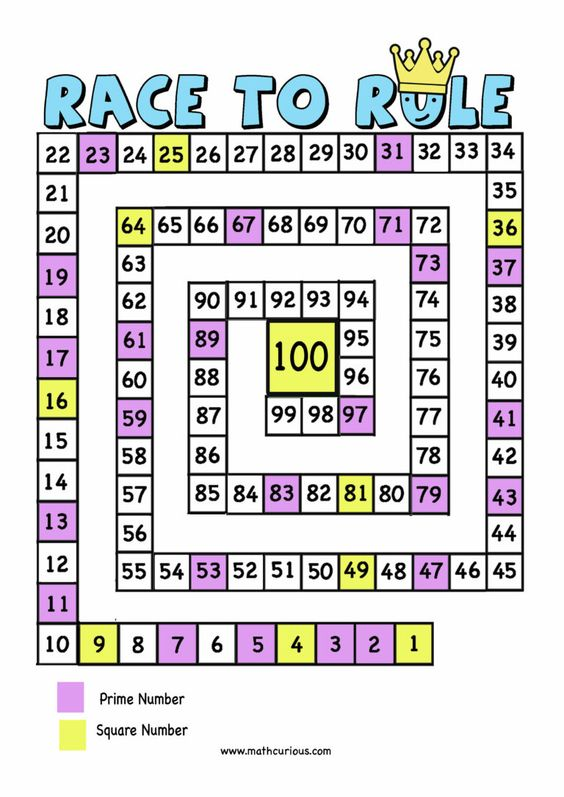 RACE TO RULE
22 23 24 25 26 27 28 29 30 31 32 33 34
21 35
20 64 65 66 67 68 69 70 71 72 36
19 63 73 37
18 62 90 91 92 93 94 74 38
17 61 89 100 95 75 39
16 60 88 96 76 40
15 59 87 99 98 97 77 41
14 58 86 78 42
13 57 85 84 83 82 81 80 79 43
12 56 44
11 55 54 53 52 51 50 49 48 47 46 45
10 9 8 7 6 5 4 3 2 1
Prime Number
Square Number
www.mathcurious.com